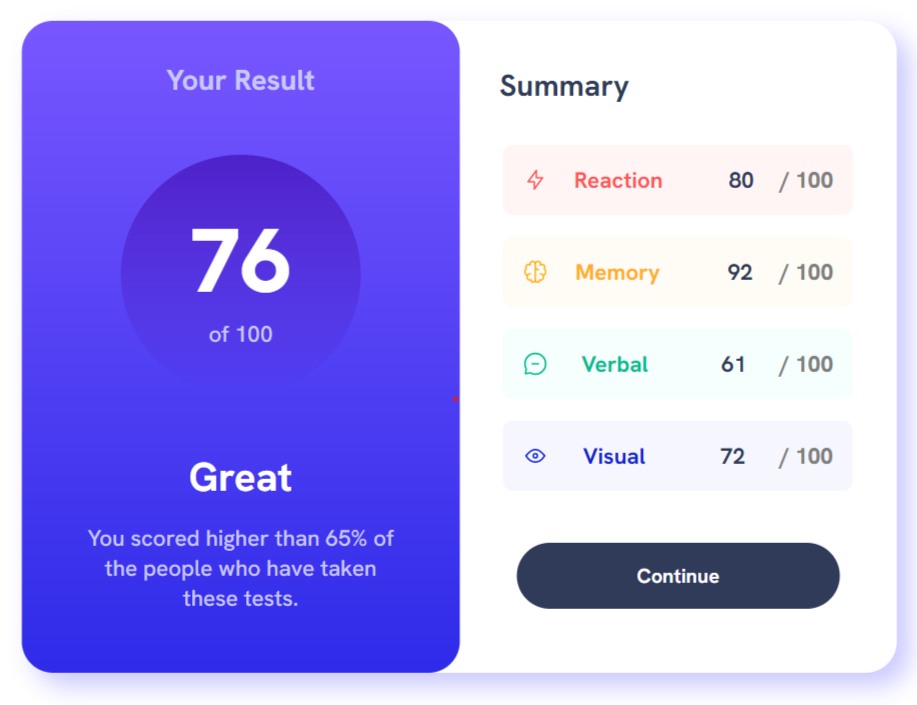 Your Result
76
of 100
Great
You scored higher than 65% of
the people who have taken
these tests.
Summary
Reaction 80 / 100
Memory 92 / 100
Verbal 61 / 100
Visual 72 / 100
Continue